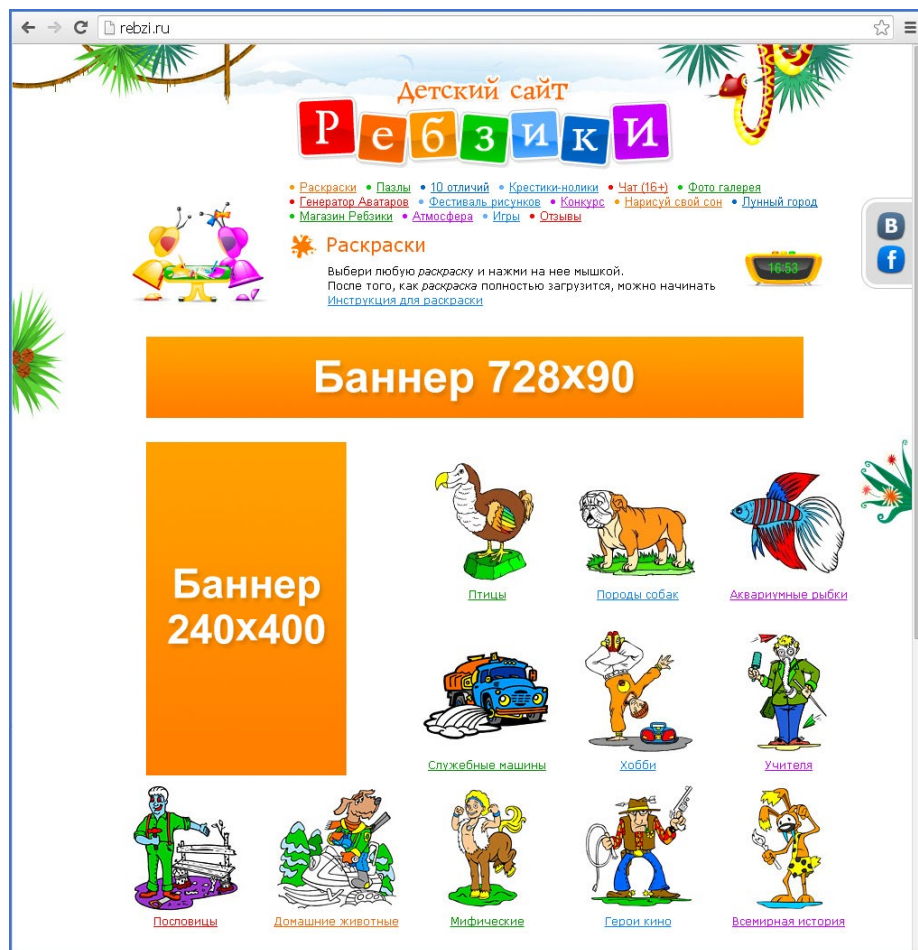 rebzi.ru
Детский сайт
Ребзики
• Раскраски • Пазлы • 10 отличий • Крестики-нолики • Чат (16+) • Фото галерея
• Генератор Аватаров • Фестиваль рисунков • Конкурс • Нарисуй свой сон • Лунный город
• Магазин Ребзики • Атмосфера • Игры • Отзывы
Раскраски
16:53
B
f
Выбери любую раскраску и нажми на нее мышкой.
После того, как раскраска полностью загрузится, можно начинать
Инструкция для раскраски
Баннер 728x90
Баннер
240x400
Птицы Породы собак Аквариумные рыбки
Служебные машины Хобби Учителя
Пословицы Домашние животные Мифические Герои кино Всемирная история